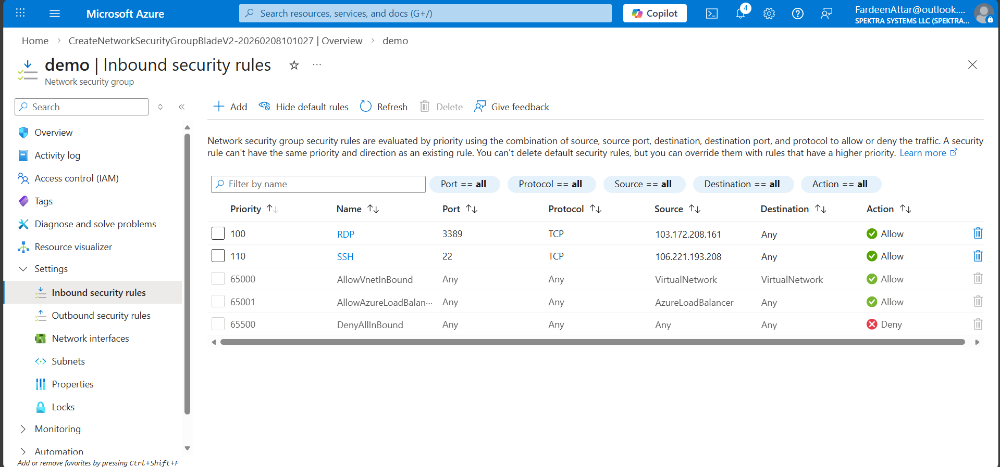 Microsoft Azure
Search resources, services, and docs (G+/)
Copilot
4
FardeenAttar@outlook....
SPEKTRA SYSTEMS LLC (SPEKTRA...
Home > CreateNetworkSecurityGroupBladeV2-20260208101027 | Overview > demo
demo | Inbound security rules
Network security group
Search
Add
Hide default rules
Refresh
Delete
Give feedback
Overview
Activity log
Access control (IAM)
Tags
Diagnose and solve problems
Resource visualizer
Settings
Inbound security rules
Outbound security rules
Network interfaces
Subnets
Properties
Locks
Monitoring
Automation
Add or remove favorites by pressing Ctrl+Shift+F
Network security group security rules are evaluated by priority using the combination of source, source port, destination, destination port, and protocol to allow or deny the traffic. A security
rule can't have the same priority and direction as an existing rule. You can't delete default security rules, but you can override them with rules that have a higher priority. Learn more
Filter by name
Port == all
Protocol == all
Source == all
Destination == all
Action == all
Priority Name Port Protocol Source Destination Action
100 RDP 3389 TCP 103.172.208.161 Any Allow
110 SSH 22 TCP 106.221.193.208 Any Allow
65000 AllowVnetInBound Any Any VirtualNetwork VirtualNetwork Allow
65001 AllowAzureLoadBalan... Any Any AzureLoadBalancer Any Allow
65500 DenyAllInBound Any Any Any Any Deny